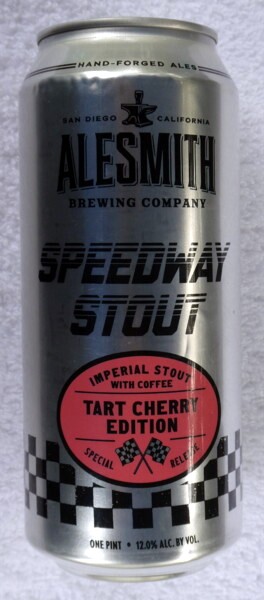 HAND-FORGED ALES
SAN DIEGO CALIFORNIA
ALESMITH
BREWING COMPANY
SPEEDWAY
STOUT
IMPERIAL STOUT
WITH COFFEE
TART CHERRY
EDITION
SPECIAL RELEASE
ONE PINT • 12.0% ALC. BY VOL.